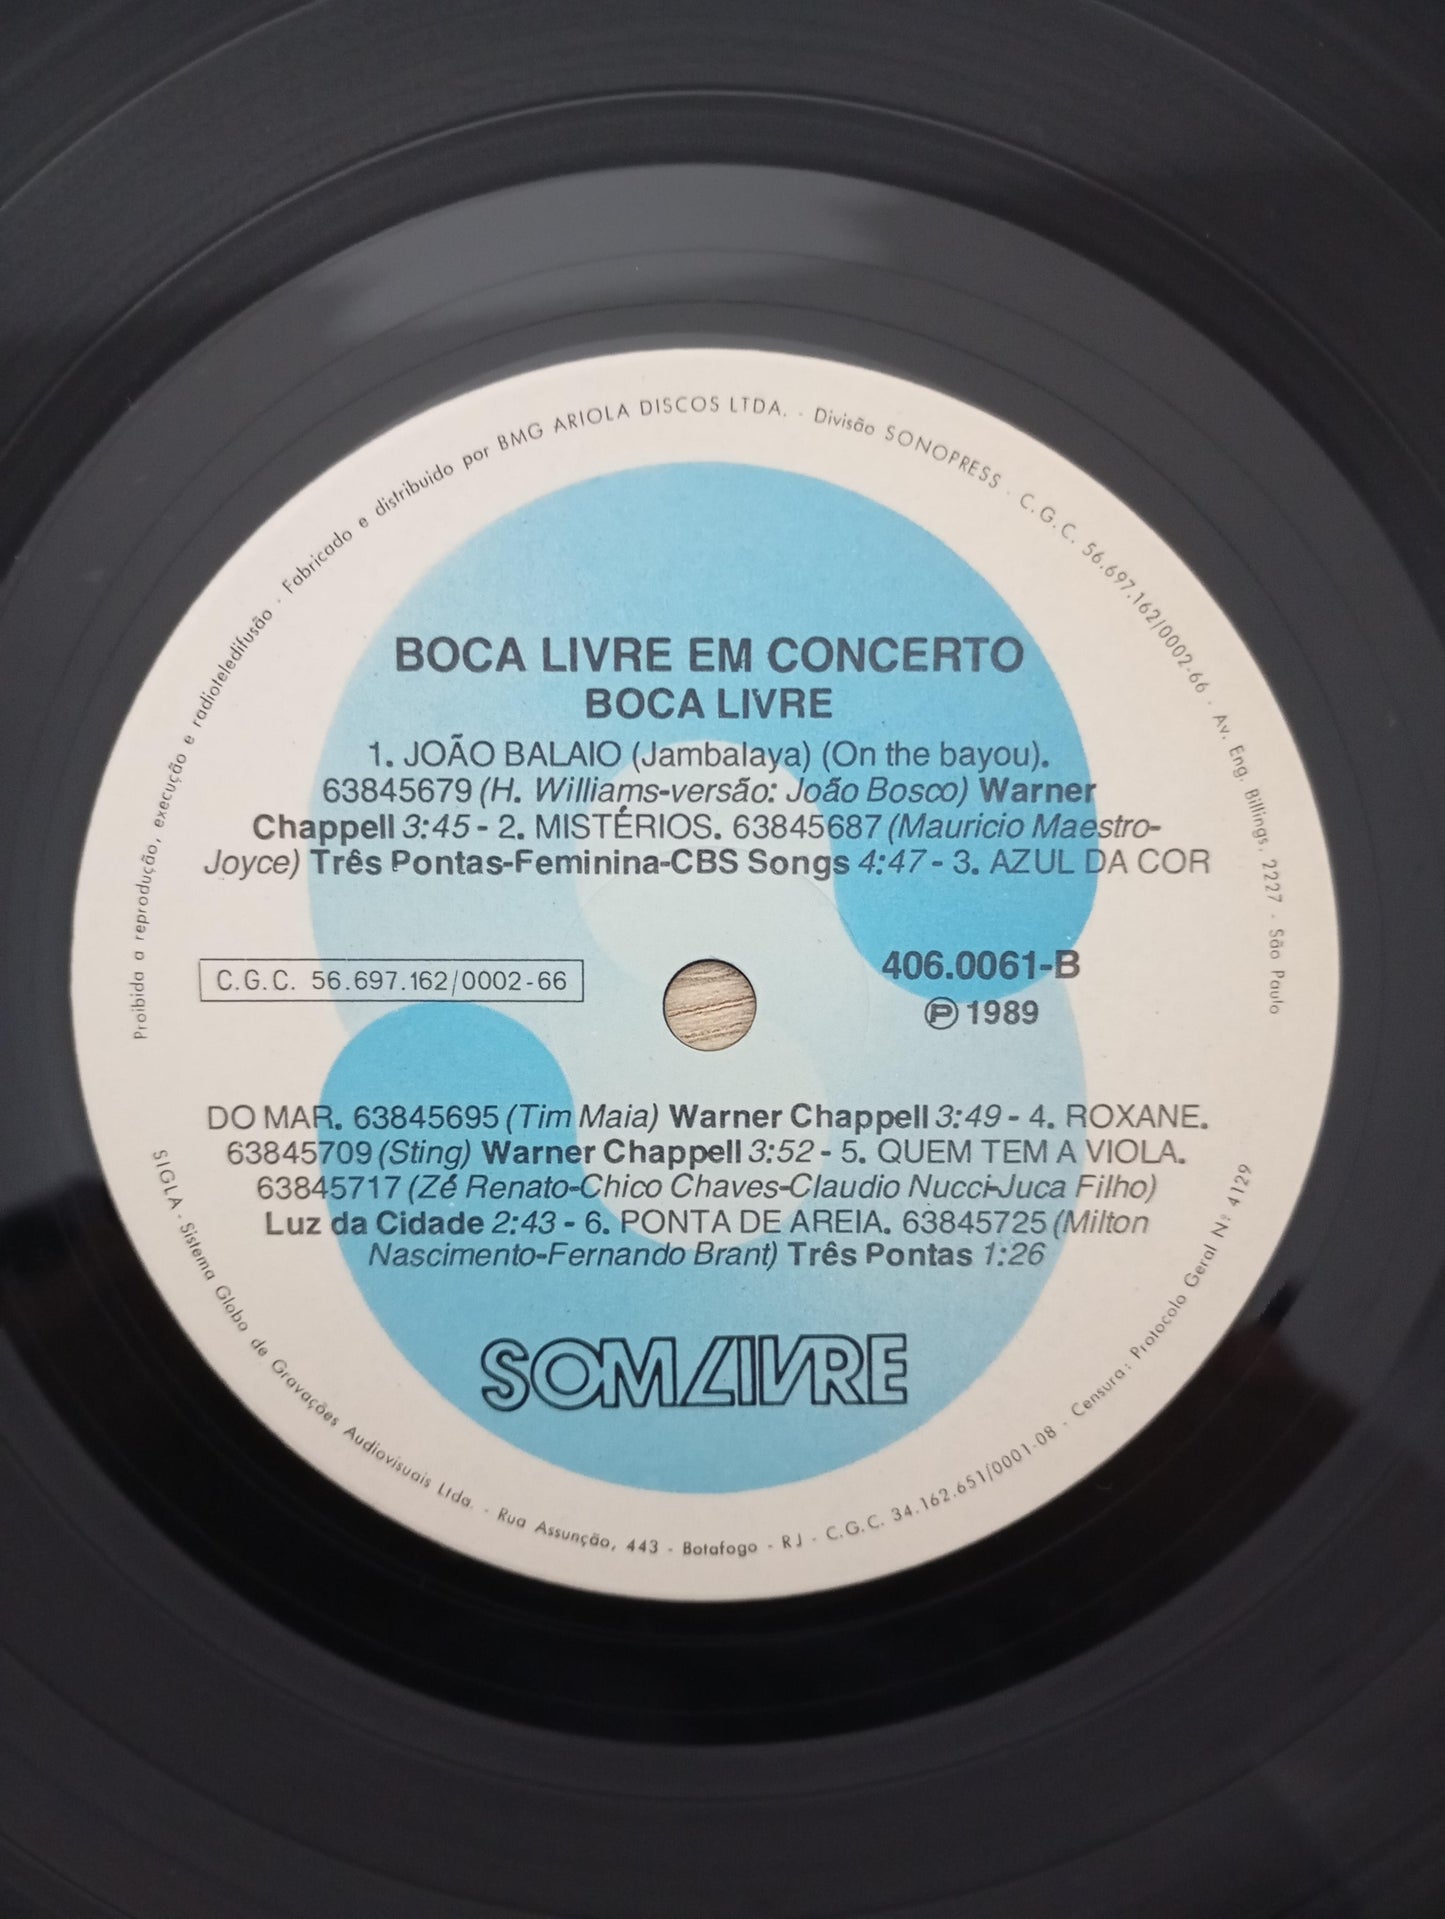 Proibida a reprodução, execução e radioteledifusão · Fabricado e distribuido por BMG ARIOLA DISCOS LTDA. · Divisão SONOPRESS · C.G.C. 56.697.162/0002-66 · Av. Eng. Billings, 2227 · São Paulo
BOCA LIVRE EM CONCERTO
BOCA LIVRE
1. JOÃO BALAIO (Jambalaya) (On the bayou).
63845679 (H. Williams-versão: João Bosco) Warner
Chappell 3:45 - 2. MISTÉRIOS. 63845687 (Mauricio Maestro-
Joyce) Três Pontas-Feminina-CBS Songs 4:47 - 3. AZUL DA COR
C.G.C. 56.697.162/0002-66
406.0061-B
℗ 1989
DO MAR. 63845695 (Tim Maia) Warner Chappell 3:49 - 4. ROXANE.
63845709 (Sting) Warner Chappell 3:52 - 5. QUEM TEM A VIOLA.
63845717 (Zé Renato-Chico Chaves-Claudio Nucci-Juca Filho)
Luz da Cidade 2:43 - 6. PONTA DE AREIA. 63845725 (Milton
Nascimento-Fernando Brant) Três Pontas 1:26
SOM LIVRE
SIGLA - Sistema Globo de Gravações Audiovisuais Ltda. - Rua Assunção, 443 - Botafogo - RJ - C.G.C. 34.162.651/0001-08 - Censura: Protocolo Geral Nº 4129